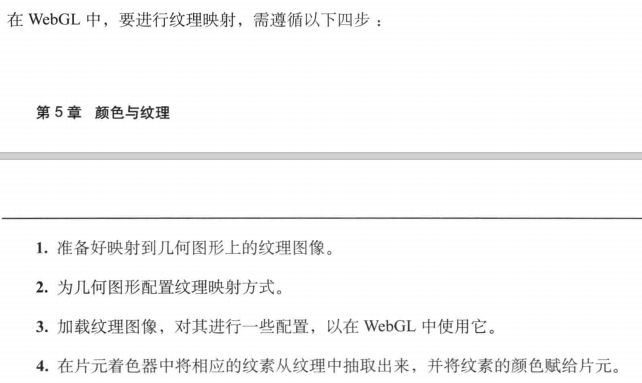 在 WebGL 中，要进行纹理映射，需遵循以下四步：
第 5 章 颜色与纹理
1. 准备好映射到几何图形上的纹理图像。
2. 为几何图形配置纹理映射方式。
3. 加载纹理图像，对其进行一些配置，以在 WebGL 中使用它。
4. 在片元着色器中将相应的纹素从纹理中抽取出来，并将纹素的颜色赋给片元。